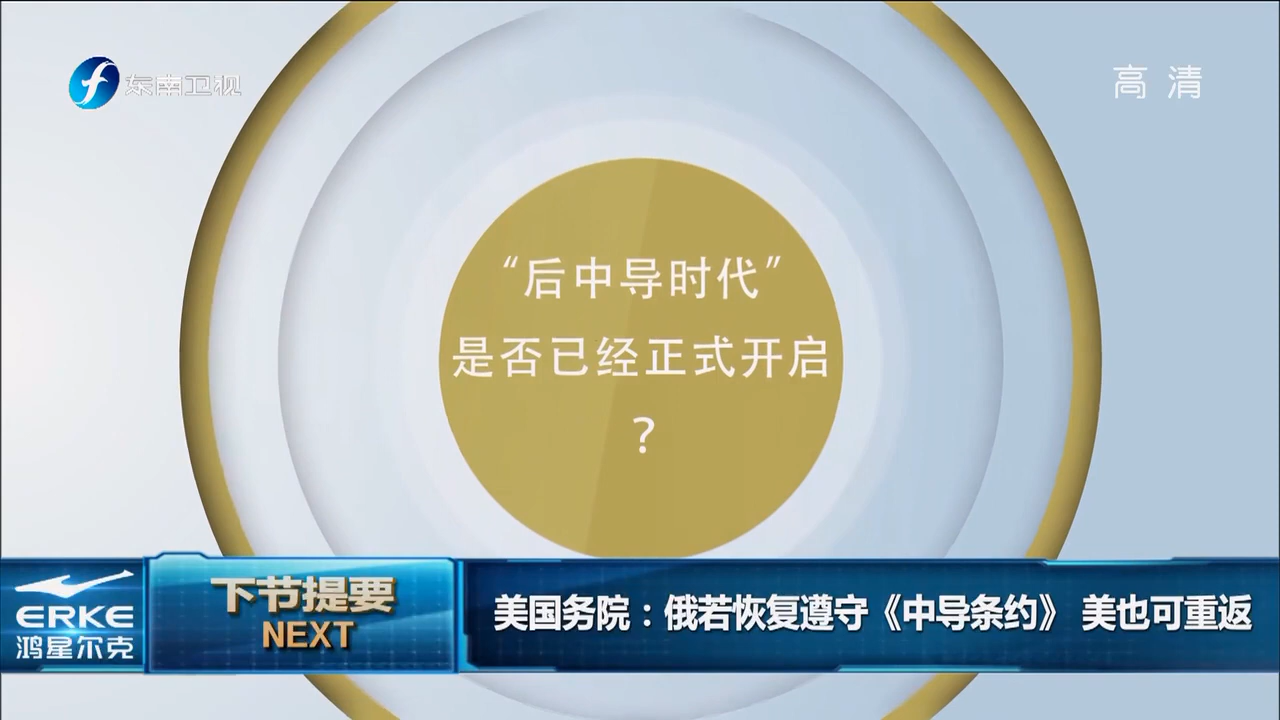 东南卫视
高清
“后中导时代”
是否已经正式开启
？
ERKE
鸿星尔克
下节提要
NEXT
美国务院：俄若恢复遵守《中导条约》 美也可重返